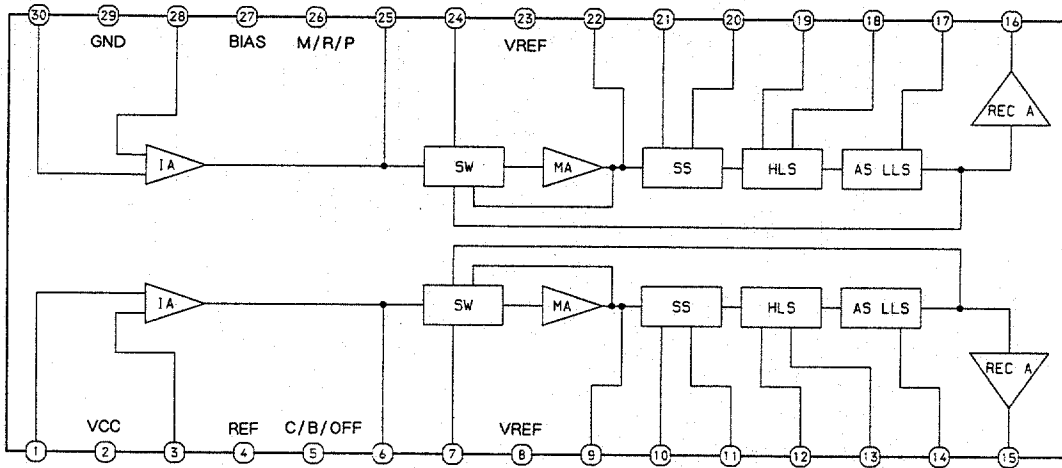 30 29 28 27 26 25 24 23 22 21 20 19 18 17 16
GND BIAS M/R/P VREF
REC A
IA SW MA SS HLS AS LLS
IA SW MA SS HLS AS LLS
REC A
VCC REF C/B/OFF VREF
1 2 3 4 5 6 7 8 9 10 11 12 13 14 15